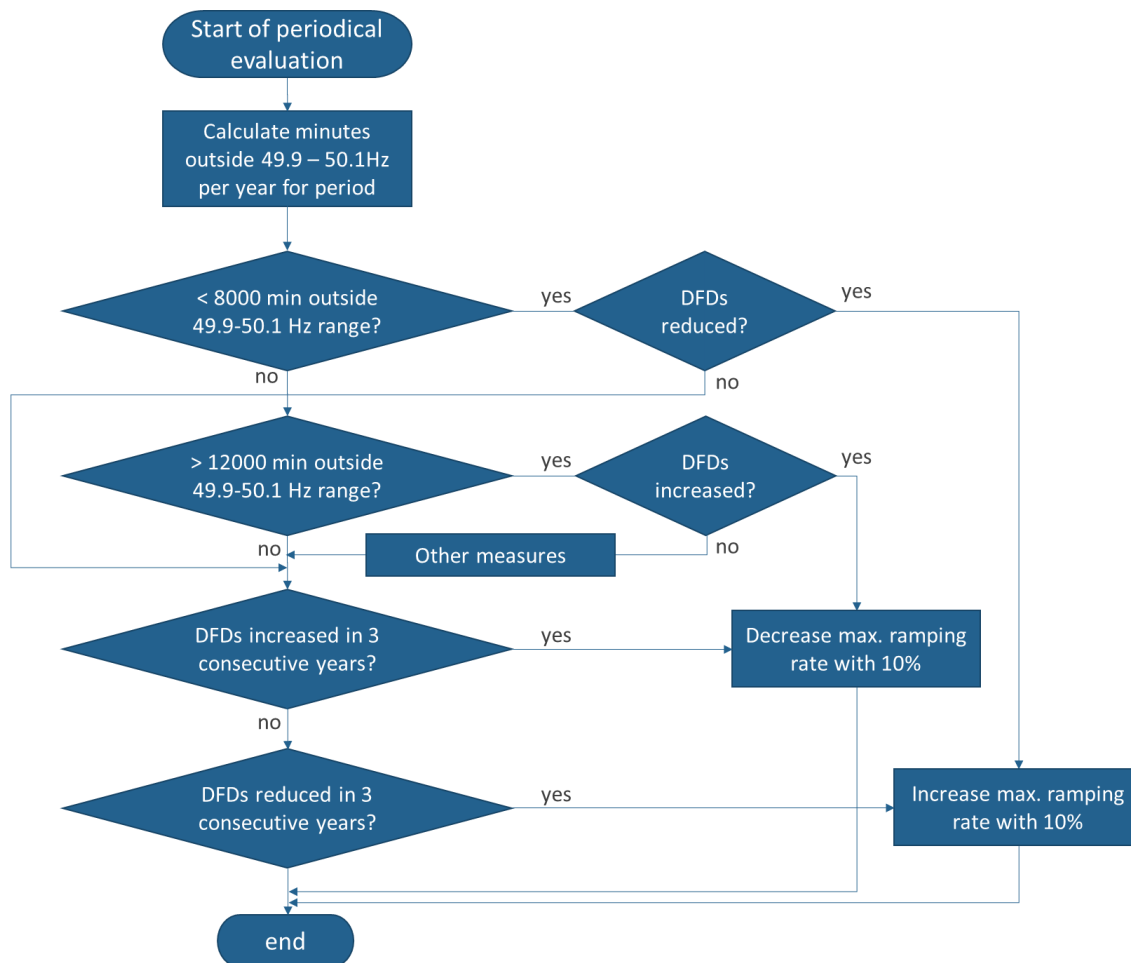 Start of periodical
evaluation
Calculate minutes
outside 49.9 – 50.1Hz
per year for period
< 8000 min outside
49.9-50.1 Hz range?
yes
DFDs
reduced?
yes
no
no
> 12000 min outside
49.9-50.1 Hz range?
yes
DFDs
increased?
yes
no
Other measures
no
DFDs increased in 3
consecutive years?
yes
Decrease max. ramping
rate with 10%
no
DFDs reduced in 3
consecutive years?
yes
Increase max. ramping
rate with 10%
end